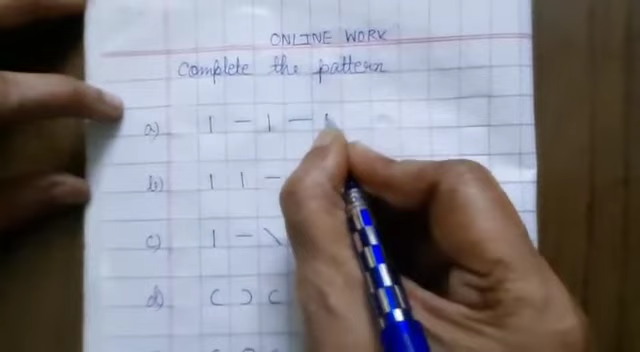 ONLINE WORK
Complete the pattern
a) | — | — |
b) | | —
c) | — \
d) ( ) (